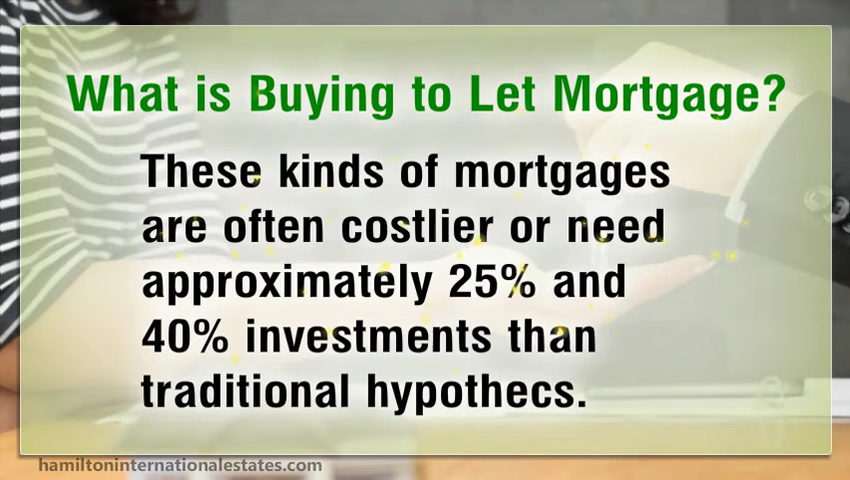 What is Buying to Let Mortgage?
These kinds of mortgages
are often costlier or need
approximately 25% and
40% investments than
traditional hypothecs.
hamiltoninternationalestates.com